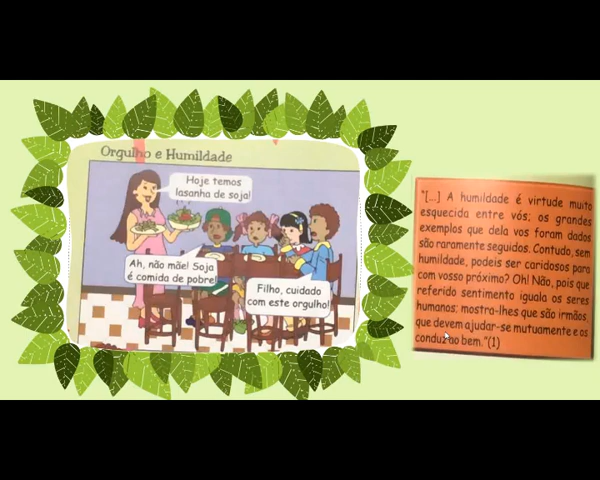 Orgulho e Humildade
Hoje temos
lasanha de soja!
Ah, não mãe! Soja
é comida de pobre!
Filho, cuidado
com este orgulho!
"[...] A humildade é virtude muito
esquecida entre vós; os grandes
exemplos que dela vos foram dados
são raramente seguidos. Contudo, sem
humildade, podeis ser caridosos para
com vosso próximo? Oh! Não, pois que
referido sentimento iguala os seres
humanos; mostra-lhes que são irmãos,
que devem ajudar-se mutuamente e os
conduz ao bem."(1)